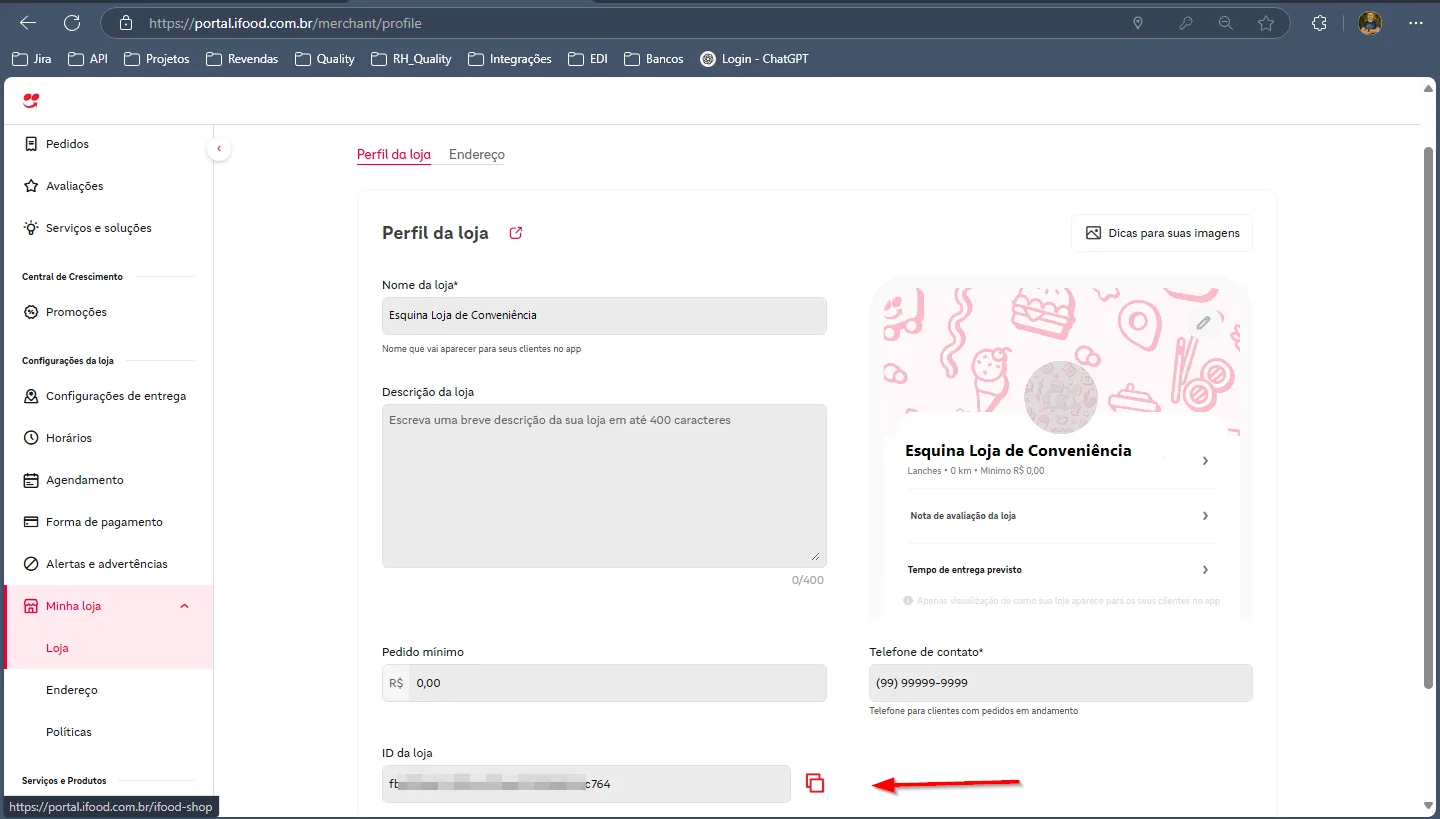 https://portal.ifood.com.br/merchant/profile
Jira
API
Projetos
Revendas
Quality
RH_Quality
Integrações
EDI
Bancos
Login - ChatGPT
Pedidos
Avaliações
Serviços e soluções
Central de Crescimento
Promoções
Configurações da loja
Configurações de entrega
Horários
Agendamento
Forma de pagamento
Alertas e advertências
Minha loja
Loja
Endereço
Políticas
Serviços e Produtos
https://portal.ifood.com.br/ifood-shop
Perfil da loja
Endereço
Perfil da loja
Dicas para suas imagens
Nome da loja*
Esquina Loja de Conveniência
Nome que vai aparecer para seus clientes no app
Descrição da loja
Escreva uma breve descrição da sua loja em até 400 caracteres
0/400
Esquina Loja de Conveniência
Lanches • 0 km • Mínimo R$ 0,00
Nota de avaliação da loja
Tempo de entrega previsto
Apenas visualização de como sua loja aparece para os seus clientes no app
Pedido mínimo
R$ 0,00
Telefone de contato*
(99) 99999-9999
Telefone para clientes com pedidos em andamento
ID da loja
fb c764